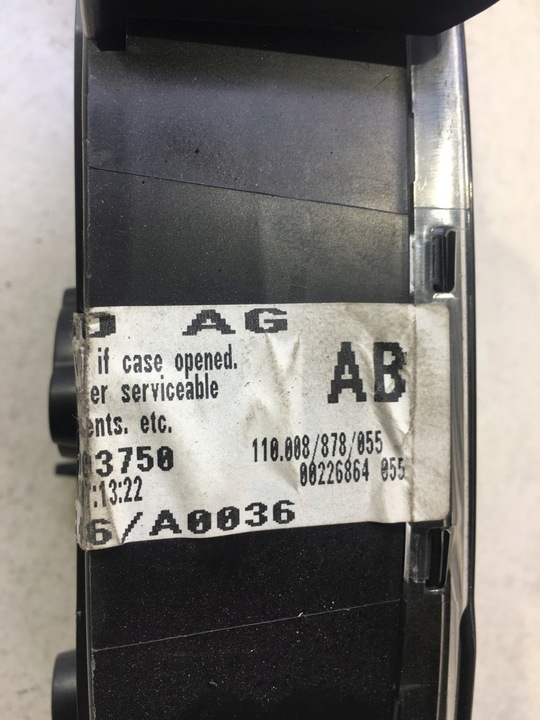 AG
if case opened.
AB
er serviceable
ents. etc.
3750
110.008/878/055
:13:22
00226864 055
6/A0036